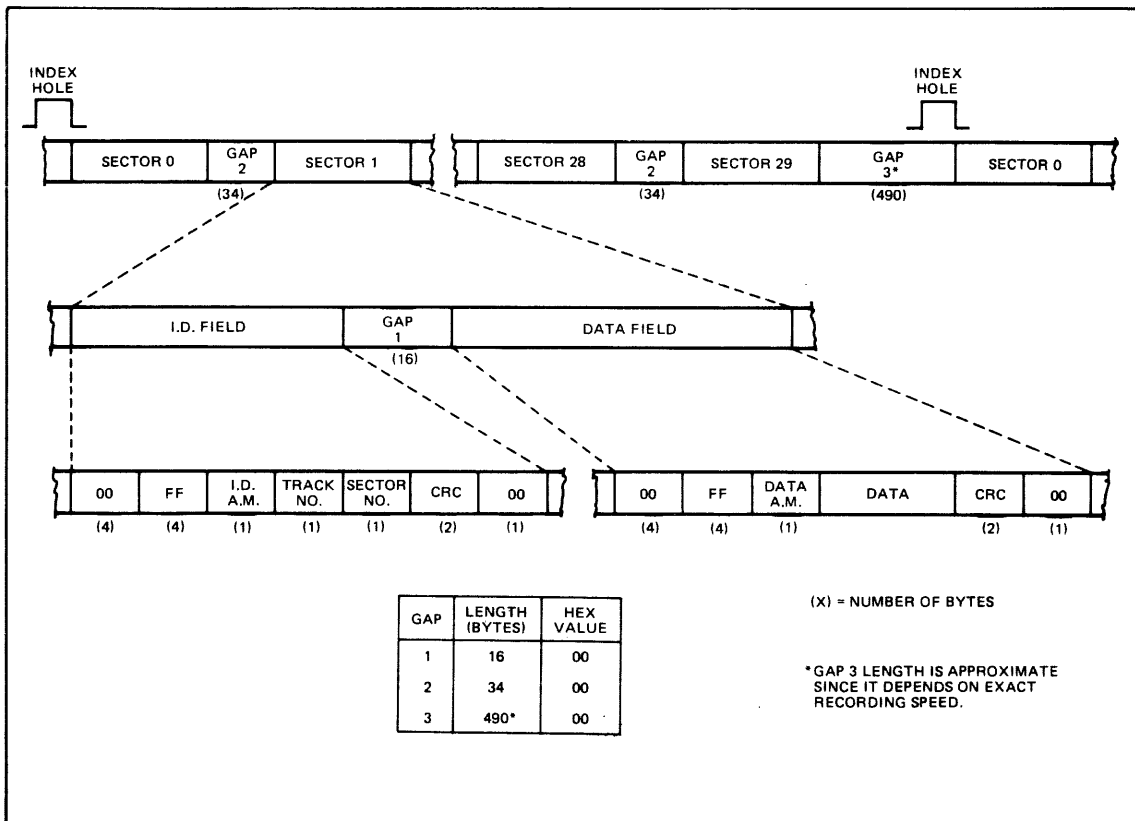 INDEX
HOLE
INDEX
HOLE
SECTOR 0
GAP
2
SECTOR 1
SECTOR 28
GAP
2
SECTOR 29
GAP
3*
SECTOR 0
(34)
(34)
(490)
I.D. FIELD
GAP
1
DATA FIELD
(16)
00
FF
I.D.
A.M.
TRACK
NO.
SECTOR
NO.
CRC
00
00
FF
DATA
A.M.
DATA
CRC
00
(4)
(4)
(1)
(1)
(1)
(2)
(1)
(4)
(4)
(1)
(2)
(1)
GAP
LENGTH
(BYTES)
HEX
VALUE
1
16
00
2
34
00
3
490*
00
(X) = NUMBER OF BYTES
*GAP 3 LENGTH IS APPROXIMATE
SINCE IT DEPENDS ON EXACT
RECORDING SPEED.